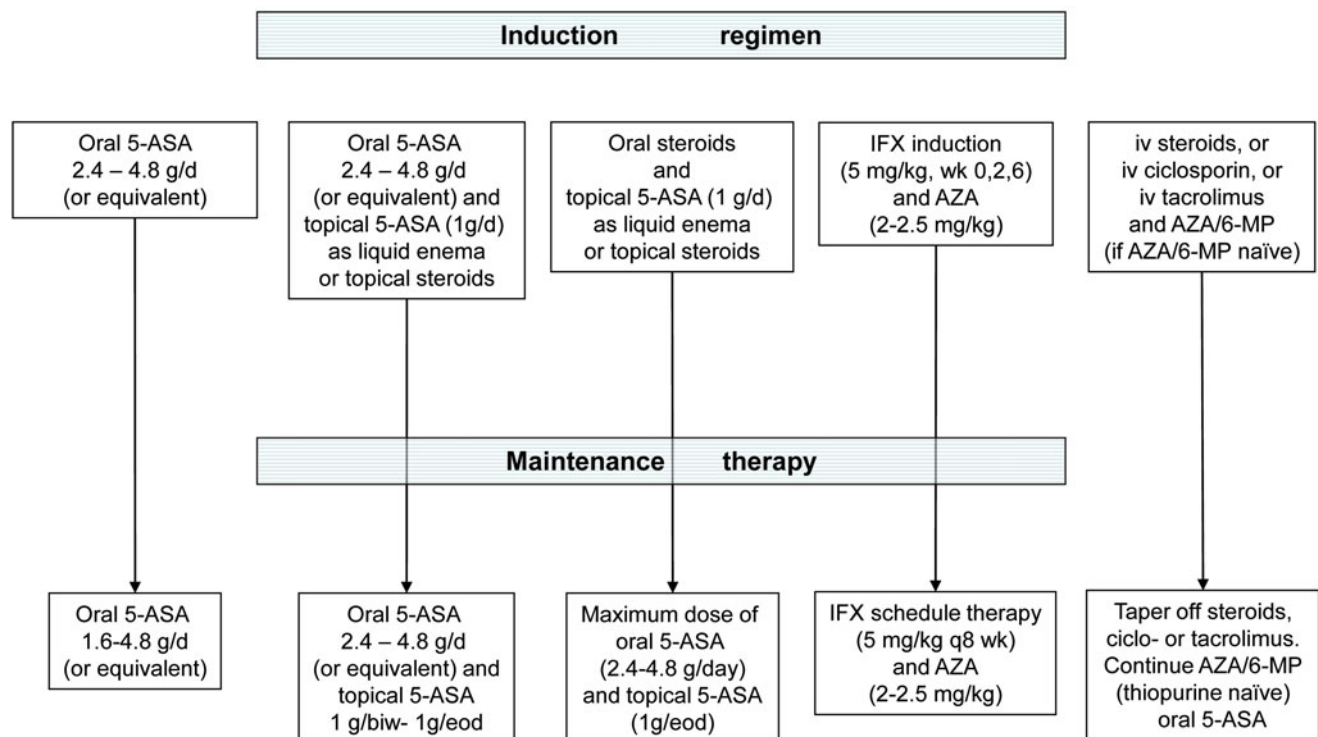 Induction regimen
Oral 5-ASA
2.4 – 4.8 g/d
(or equivalent)
Oral 5-ASA
2.4 – 4.8 g/d
(or equivalent) and
topical 5-ASA (1g/d)
as liquid enema
or topical steroids
Oral steroids
and
topical 5-ASA (1 g/d)
as liquid enema
or topical steroids
IFX induction
(5 mg/kg, wk 0,2,6)
and AZA
(2-2.5 mg/kg)
iv steroids, or
iv ciclosporin, or
iv tacrolimus
and AZA/6-MP
(if AZA/6-MP naïve)
Maintenance therapy
Oral 5-ASA
1.6-4.8 g/d
(or equivalent)
Oral 5-ASA
2.4 – 4.8 g/d
(or equivalent) and
topical 5-ASA
1 g/biw- 1g/eod
Maximum dose of
oral 5-ASA
(2.4-4.8 g/day)
and topical 5-ASA
(1g/eod)
IFX schedule therapy
(5 mg/kg q8 wk)
and AZA
(2-2.5 mg/kg)
Taper off steroids,
ciclo- or tacrolimus.
Continue AZA/6-MP
(thiopurine naïve)
oral 5-ASA